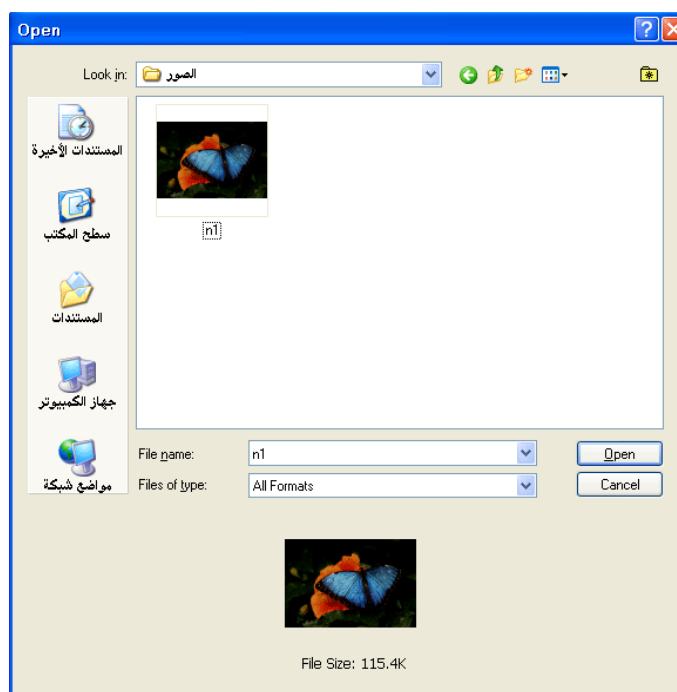 Open
Look in:
الصور
المستندات الأخيرة
n1
سطح المكتب
المستندات
جهاز الكمبيوتر
مواضع شبكة
File name:
n1
Open
Files of type:
All Formats
Cancel
File Size: 115.4K